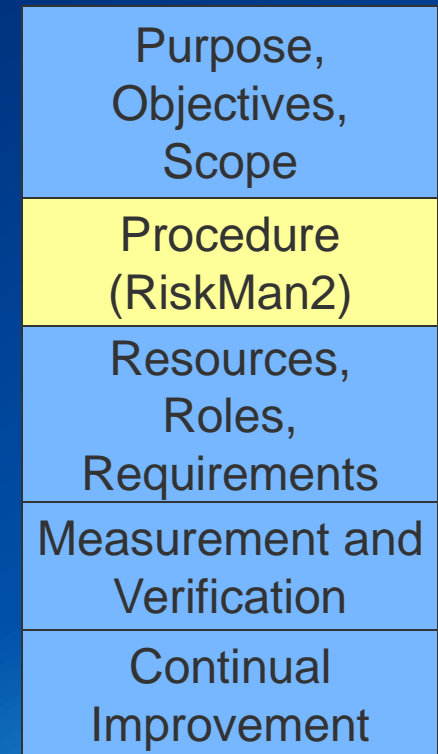 Purpose,
Objectives,
Scope
Procedure
(RiskMan2)
Resources,
Roles,
Requirements
Measurement and
Verification
Continual
Improvement